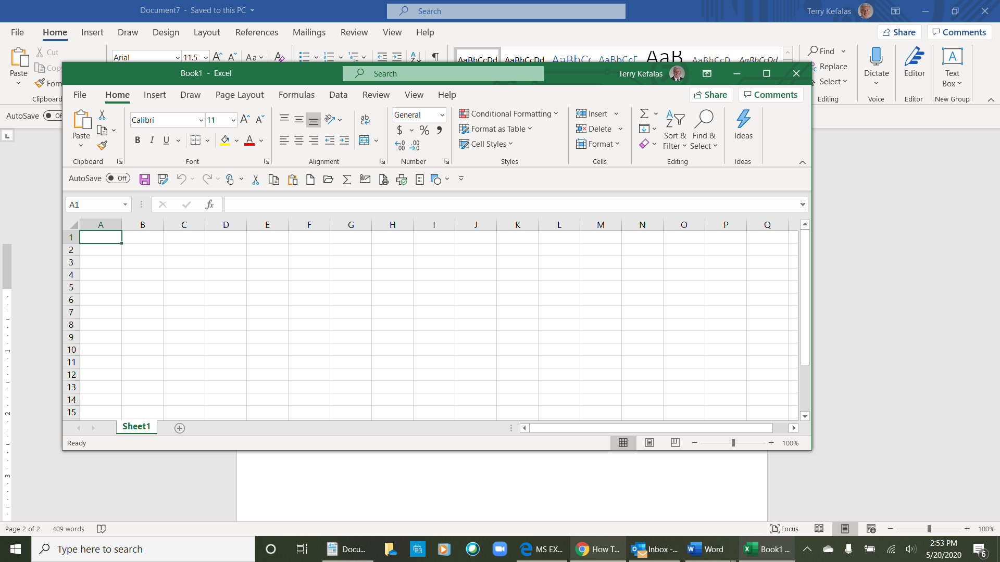 Document7 - Saved to this PC
Search
Terry Kefalas
File Home Insert Draw Design Layout References Mailings Review View Help
Share Comments
Paste
Cut
Copy
Clipboard
Arial 11.5
Aa
AaBbCcDd AaBbCcDd AaBbC AaBbCc AaB AaBbCcD AaBbCcDd
Find
Replace
Select
Editing
Dictate
Voice
Editor
Editor
Text
Box
New Group
AutoSave
Book1 - Excel
Search
Terry Kefalas
File Home Insert Draw Page Layout Formulas Data Review View Help
Share Comments
Paste
Clipboard
Calibri 11
B I U A
Font
ab
Alignment
General
$ % ,
Number
Conditional Formatting
Format as Table
Cell Styles
Styles
Insert
Delete
Format
Cells
Sort &
Filter
Find &
Select
Editing
Ideas
Ideas
AutoSave Off
A1
fx
A B C D E F G H I J K L M N O P Q
1
2
3
4
5
6
7
8
9
10
11
12
13
14
15
Sheet1
Ready
100%
1
2
3
Page 2 of 2 409 words
Focus
100%
Type here to search
Docu...
MS EX...
How T...
Inbox -...
Word
Book1 ...
2:53 PM
5/20/2020
6